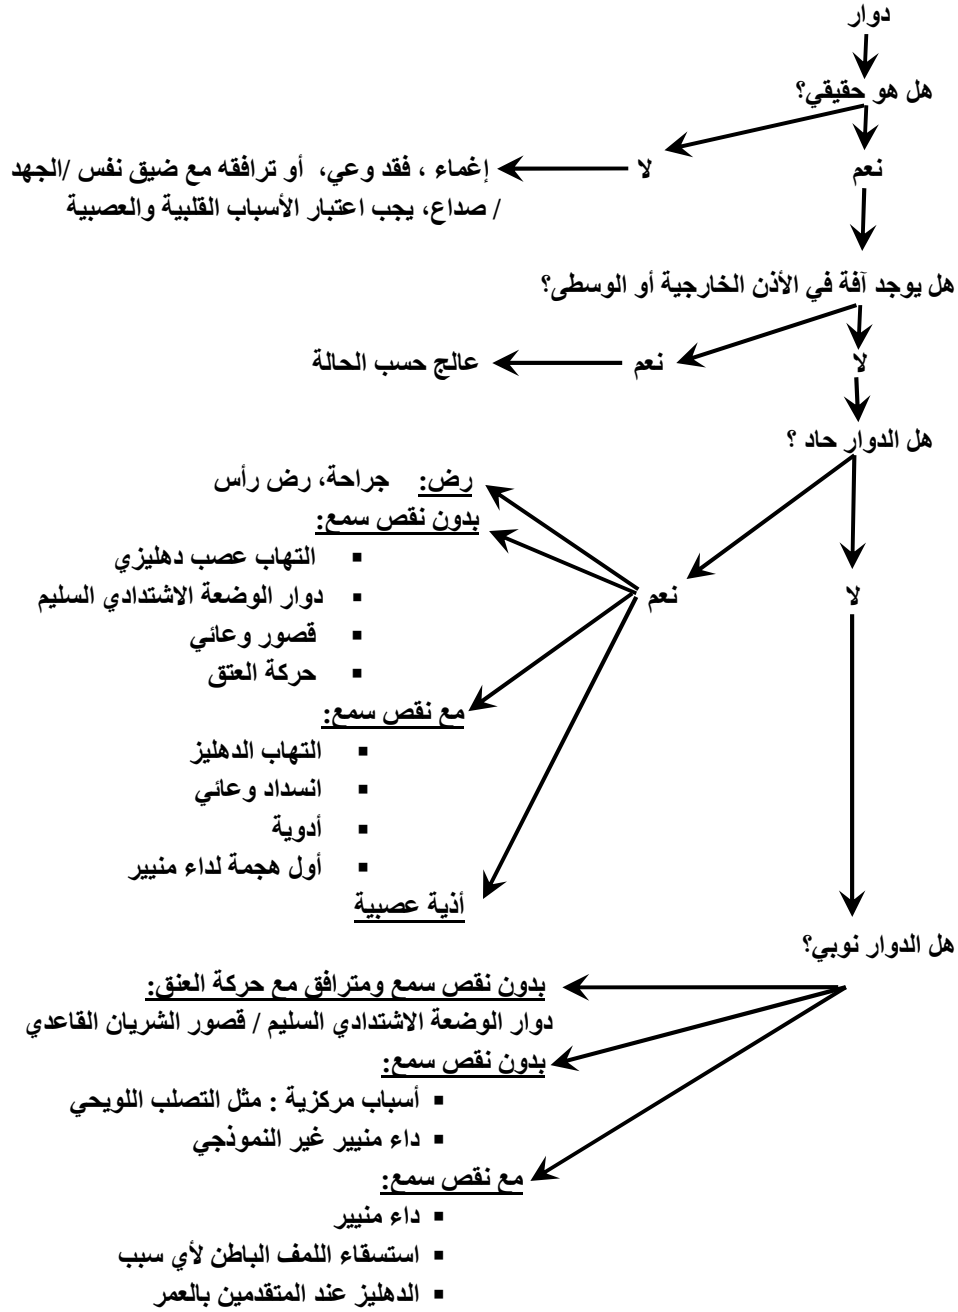 دوار
هل هو حقيقي؟
نعم
لا
إغماء ، فقد وعي، أو ترافقه مع ضيق نفس /الجهد
/ صداع، يجب اعتبار الأسباب القلبية والعصبية
هل يوجد آفة في الأذن الخارجية أو الوسطى؟
لا
نعم
عالج حسب الحالة
هل الدوار حاد ؟
لا
نعم
رض: جراحة، رض رأس
بدون نقص سمع:
▪ التهاب عصب دهليزي
▪ دوار الوضعة الاشتدادي السليم
▪ قصور وعائي
▪ حركة العتق
مع نقص سمع:
▪ التهاب الدهليز
▪ انسداد وعائي
▪ أدوية
▪ أول هجمة لداء منيير
أذية عصبية
هل الدوار نوبي؟
بدون نقص سمع ومترافق مع حركة العنق:
دوار الوضعة الاشتدادي السليم / قصور الشريان القاعدي
بدون نقص سمع:
▪ أسباب مركزية : مثل التصلب اللويحي
▪ داء منيير غير النموذجي
مع نقص سمع:
▪ داء منيير
▪ استسقاء اللمف الباطن لأي سبب
▪ الدهليز عند المتقدمين بالعمر